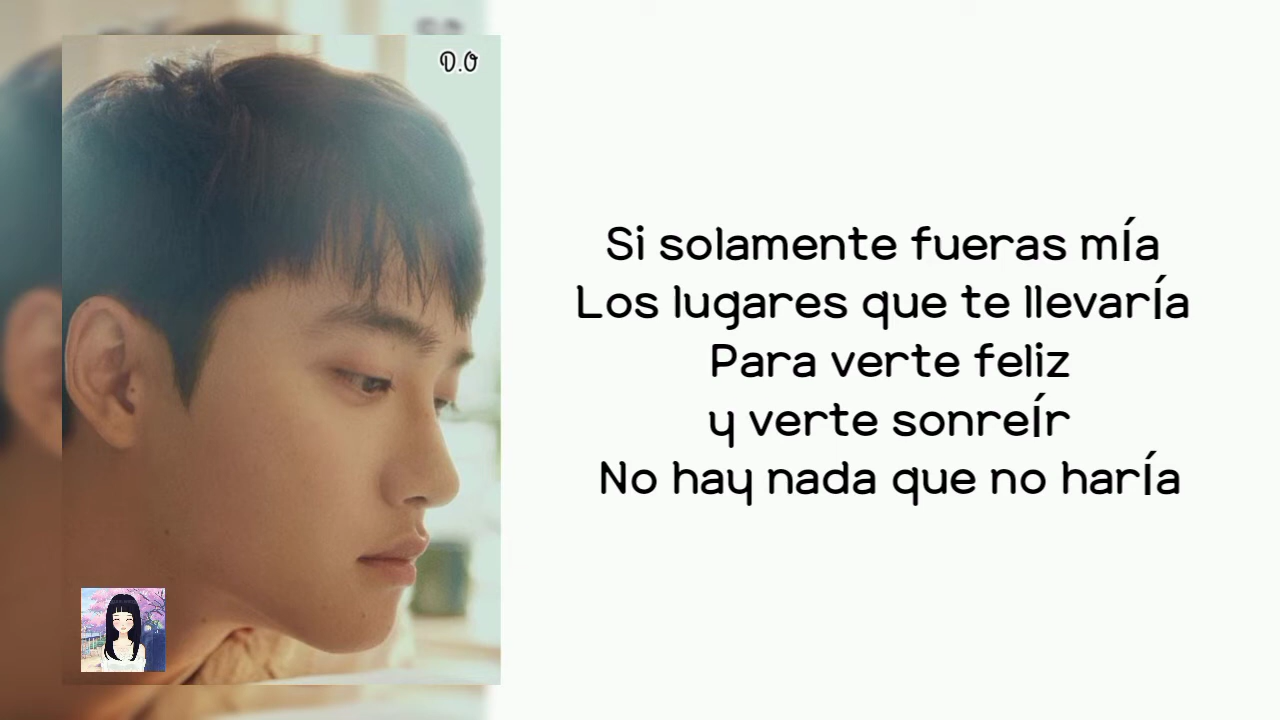 D.O
Si solamente fueras mía
Los lugares que te llevaría
Para verte feliz
y verte sonreír
No hay nada que no haría